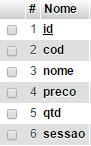 # Nome
1 id
2 cod
3 nome
4 preco
5 qtd
6 sessao